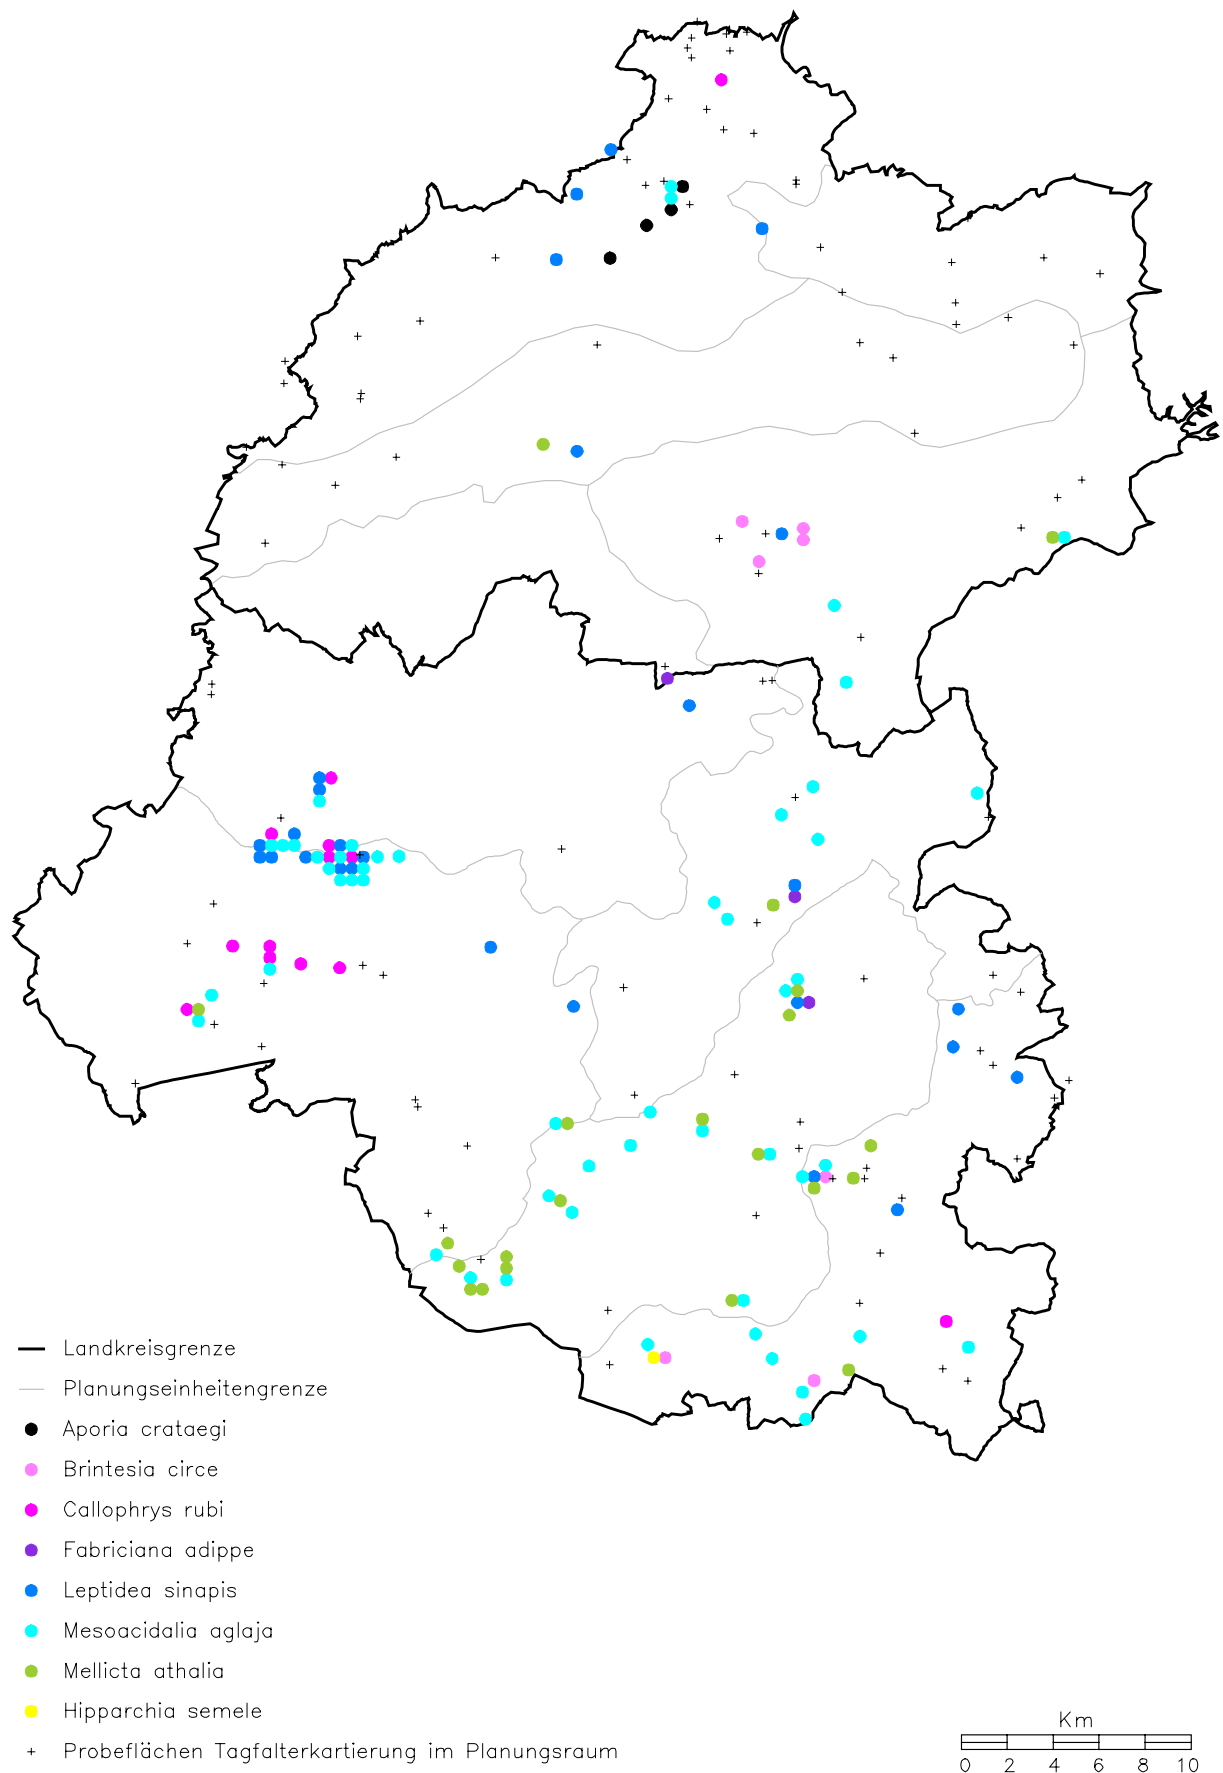 Landkreisgrenze
Planungseinheitengrenze
Aporia crataegi
Brintesia circe
Callophrys rubi
Fabriciana adippe
Leptidea sinapis
Mesoacidalia aglaja
Mellicta athalia
Hipparchia semele
Probeflächen Tagfalterkartierung im Planungsraum
Km
0 2 4 6 8 10